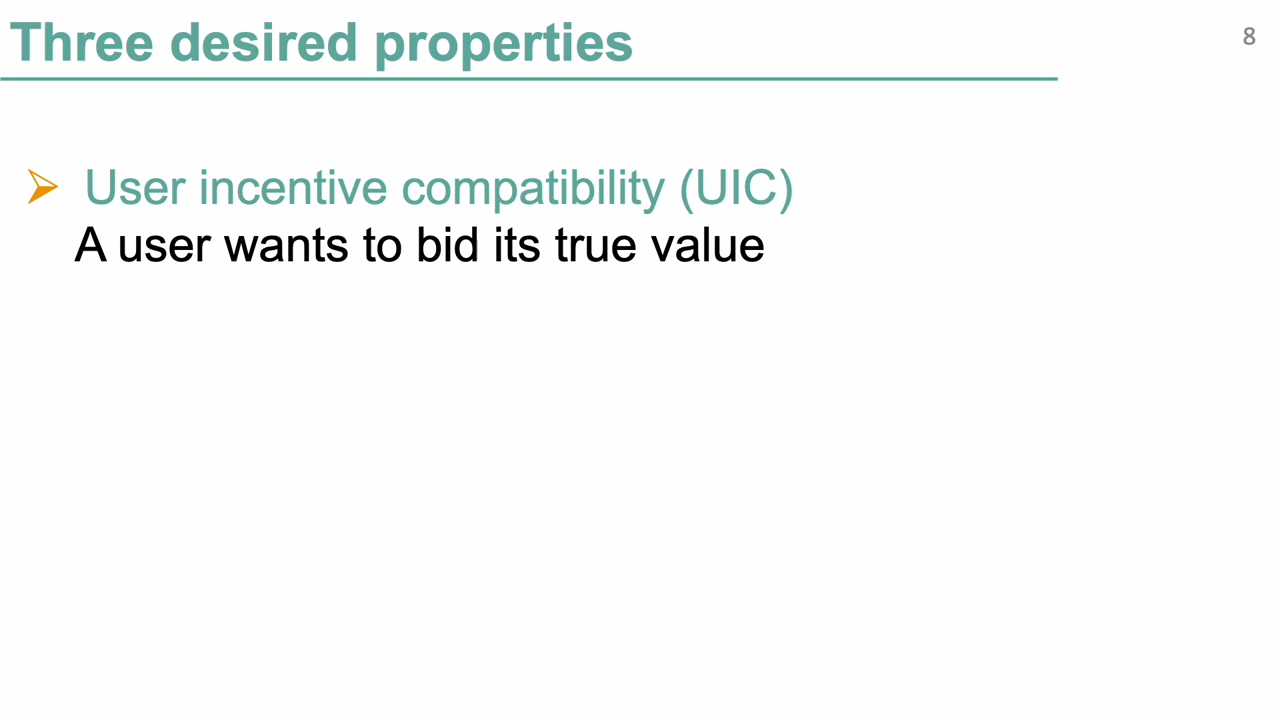 Three desired properties
8
User incentive compatibility (UIC)
A user wants to bid its true value